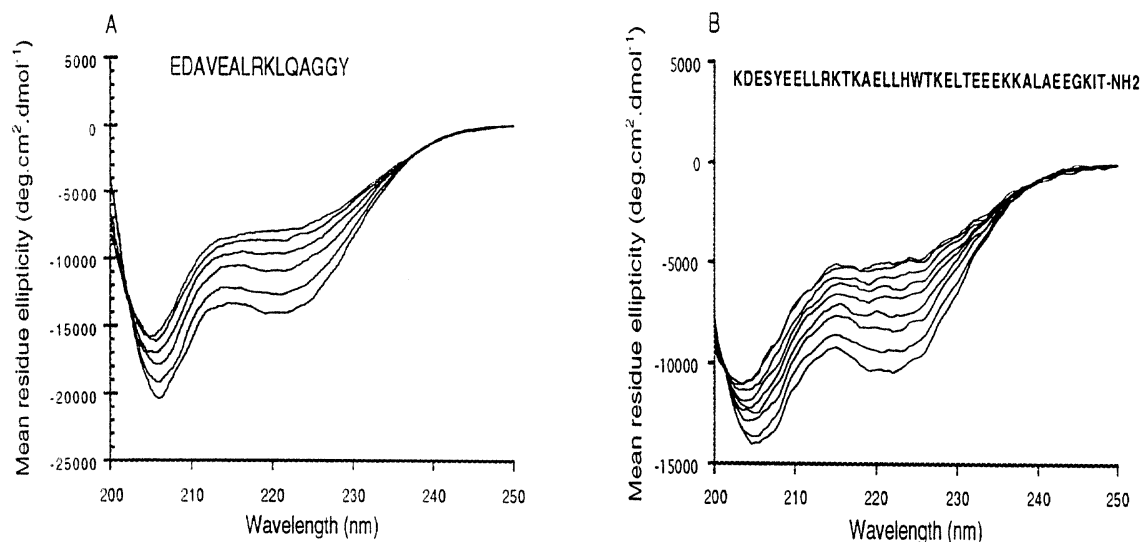 A
EDAVEALRKLQAGGY
Mean residue ellipticity (deg.cm².dmol⁻¹)
5000
0
-5000
-10000
-15000
-20000
-25000
200 210 220 230 240 250
Wavelength (nm)
B
KDESYEELLRKTKAELLHWTKELTEEEKKALAEEGKIT-NH2
Mean residue ellipticity (deg.cm².dmol⁻¹)
5000
0
-5000
-10000
-15000
200 210 220 230 240 250
Wavelength (nm)